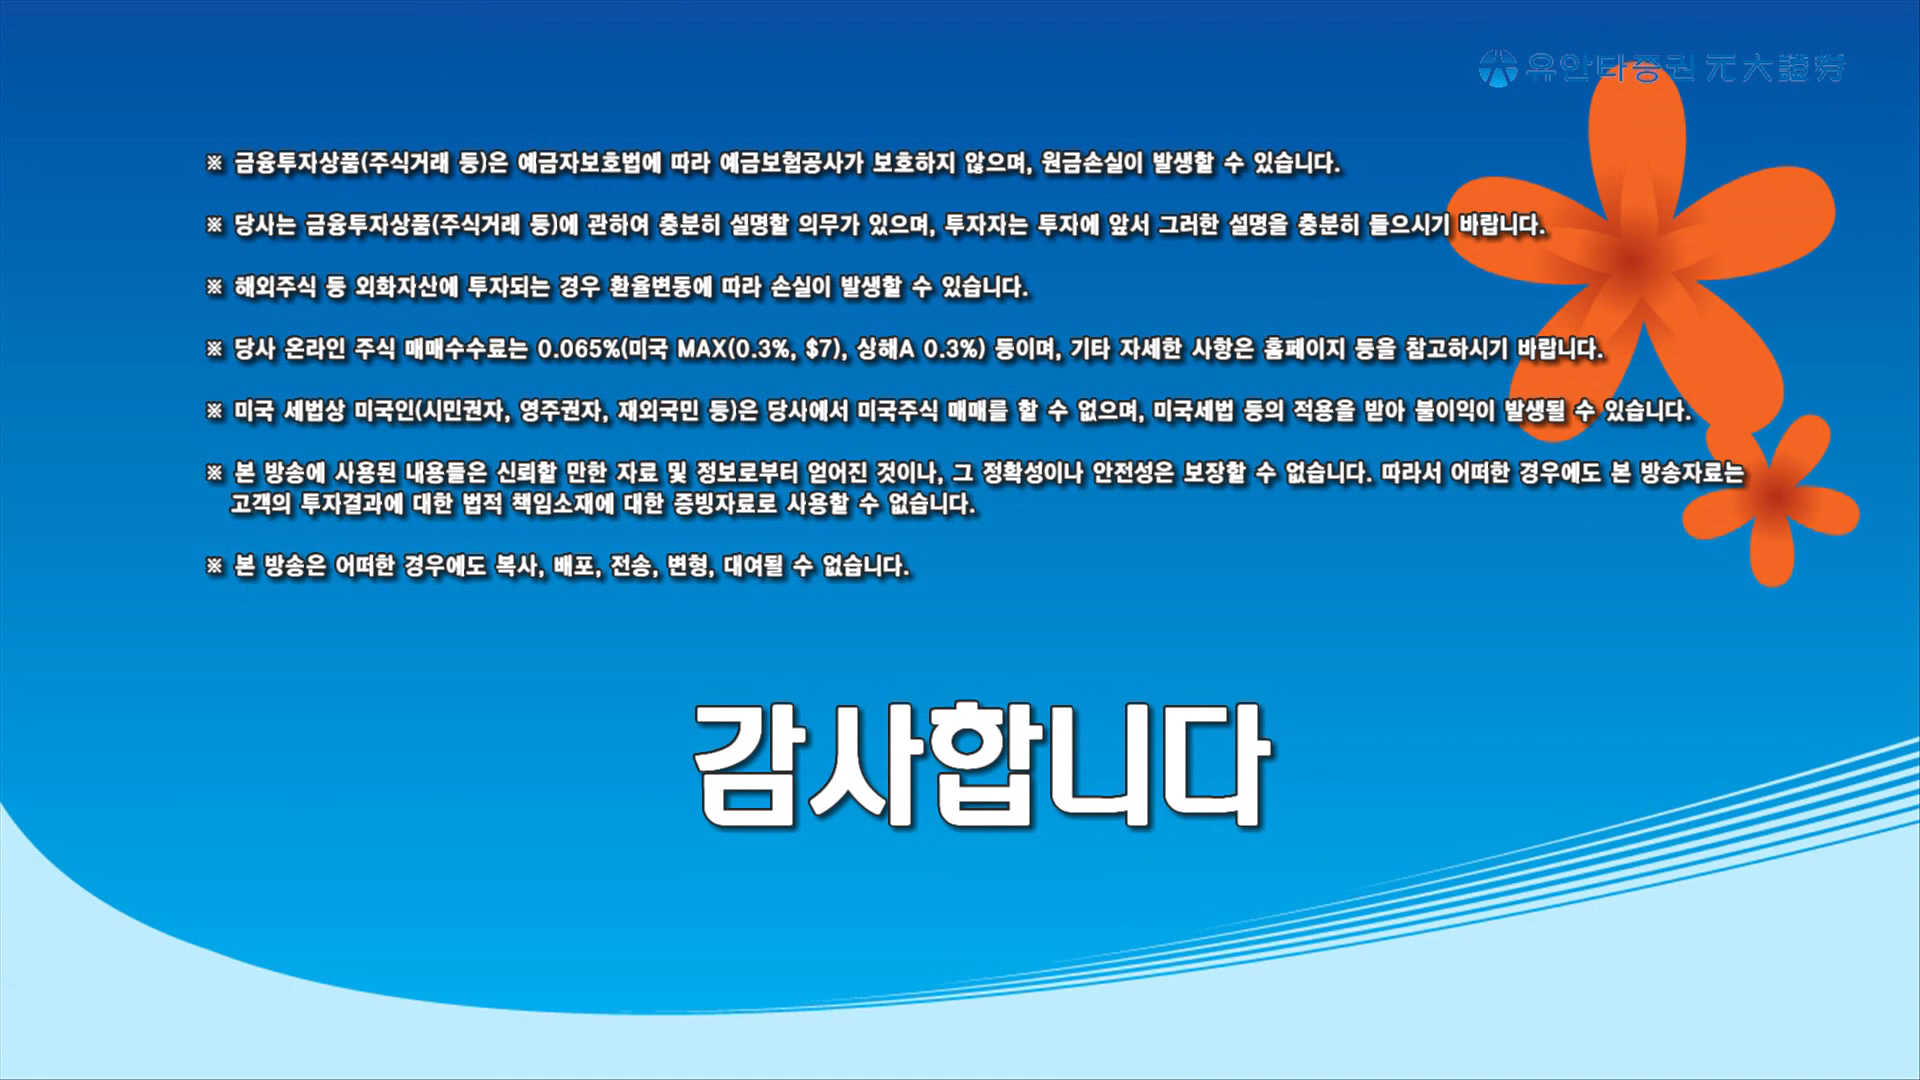 유안타증권 元大證券
※ 금융투자상품(주식거래 등)은 예금자보호법에 따라 예금보험공사가 보호하지 않으며, 원금손실이 발생할 수 있습니다.
※ 당사는 금융투자상품(주식거래 등)에 관하여 충분히 설명할 의무가 있으며, 투자자는 투자에 앞서 그러한 설명을 충분히 들으시기 바랍니다.
※ 해외주식 등 외화자산에 투자되는 경우 환율변동에 따라 손실이 발생할 수 있습니다.
※ 당사 온라인 주식 매매수수료는 0.065%(미국 MAX(0.3%, $7), 상해A 0.3%) 등이며, 기타 자세한 사항은 홈페이지 등을 참고하시기 바랍니다.
※ 미국 세법상 미국인(시민권자, 영주권자, 재외국민 등)은 당사에서 미국주식 매매를 할 수 없으며, 미국세법 등의 적용을 받아 불이익이 발생될 수 있습니다.
※ 본 방송에 사용된 내용들은 신뢰할 만한 자료 및 정보로부터 얻어진 것이나, 그 정확성이나 안전성은 보장할 수 없습니다. 따라서 어떠한 경우에도 본 방송자료는
고객의 투자결과에 대한 법적 책임소재에 대한 증빙자료로 사용할 수 없습니다.
※ 본 방송은 어떠한 경우에도 복사, 배포, 전송, 변형, 대여될 수 없습니다.
감사합니다